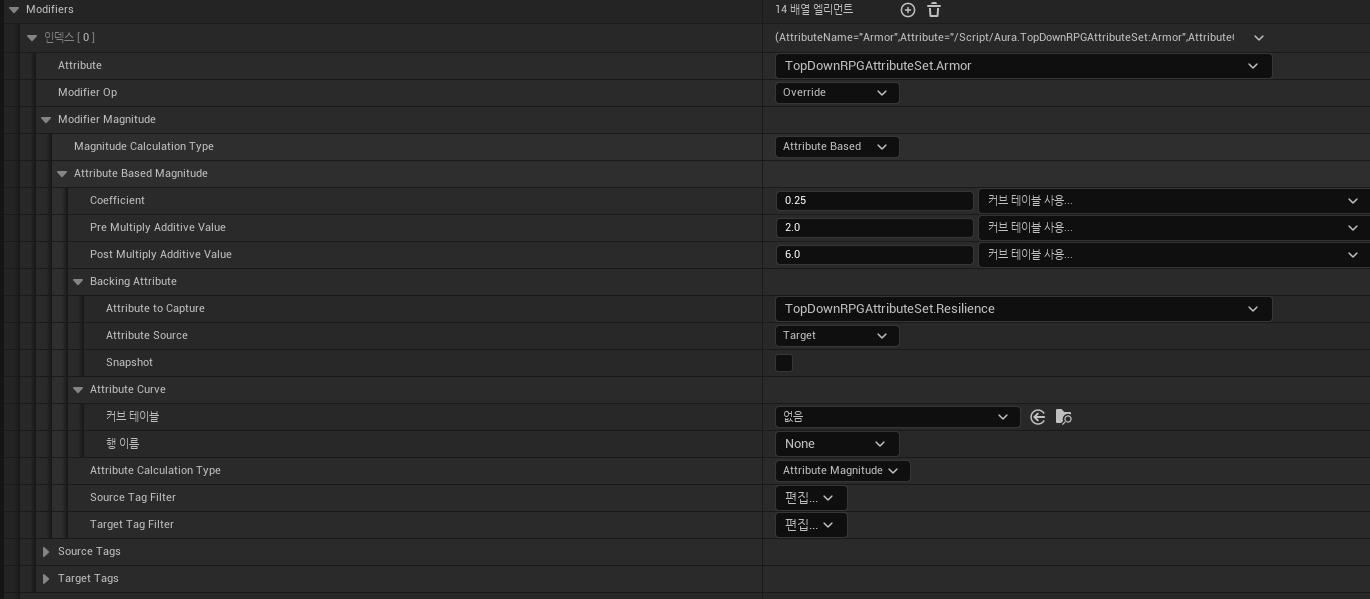 Modifiers 14 배열 엘리먼트
인덱스 [ 0 ] (AttributeName="Armor",Attribute="/Script/Aura.TopDownRPGAttributeSet:Armor",Attribute
Attribute TopDownRPGAttributeSet.Armor
Modifier Op Override
Modifier Magnitude
Magnitude Calculation Type Attribute Based
Attribute Based Magnitude
Coefficient 0.25 커브 테이블 사용...
Pre Multiply Additive Value 2.0 커브 테이블 사용...
Post Multiply Additive Value 6.0 커브 테이블 사용...
Backing Attribute
Attribute to Capture TopDownRPGAttributeSet.Resilience
Attribute Source Target
Snapshot
Attribute Curve
커브 테이블 없음
행 이름 None
Attribute Calculation Type Attribute Magnitude
Source Tag Filter 편집...
Target Tag Filter 편집...
Source Tags
Target Tags